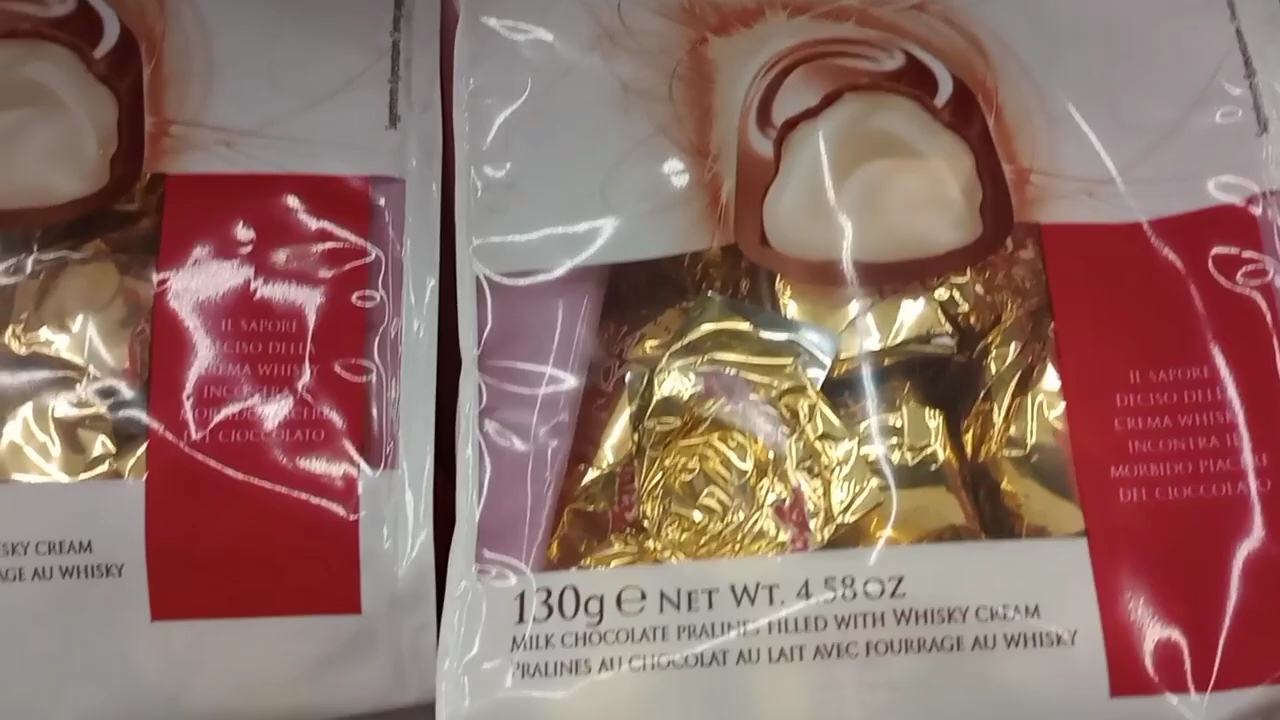 IL SAPORE
DECISO DELLA
CREMA WHISKY
INCONTRA
MORBIDO PIACERE
DEL CIOCCOLATO
SKY CREAM
AGE AU WHISKY
IL SAPORE
DECISO DELL
CREMA WHISK
INCONTRA IL
MORBIDO PIACERE
DEL CIOCCOLATO
130g ℮ NET WT. 4.58 OZ
MILK CHOCOLATE PRALINES FILLED WITH WHISKY CREAM
PRALINES AU CHOCOLAT AU LAIT AVEC FOURRAGE AU WHISKY